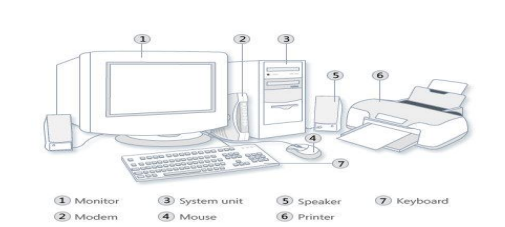 1 2 3
5 6
4
7
1 Monitor 3 System unit 5 Speaker 7 Keyboard
2 Modem 4 Mouse 6 Printer